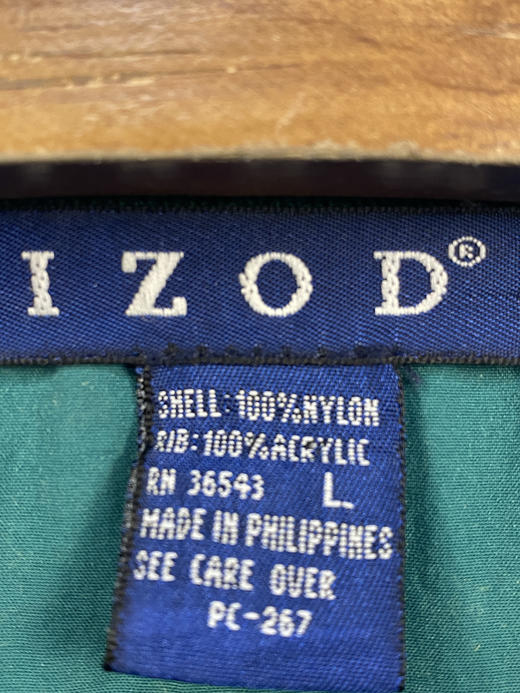 IZOD®
SHELL:100%NYLON
RIB:100%ACRYLIC
RN 36543 L
MADE IN PHILIPPINES
SEE CARE OVER
PC-267